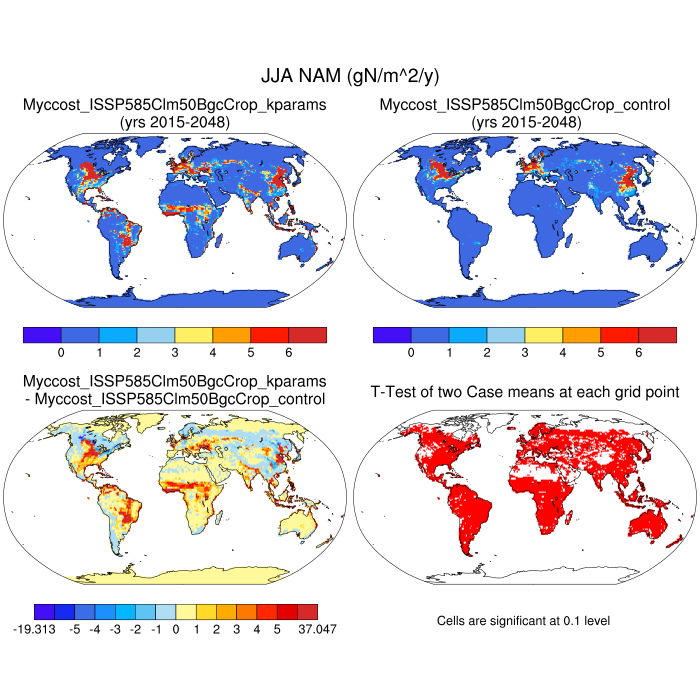 JJA NAM (gN/m^2/y)
Myccost_ISSP585Clm50BgcCrop_kparams
(yrs 2015-2048)
Myccost_ISSP585Clm50BgcCrop_control
(yrs 2015-2048)
0 1 2 3 4 5 6
0 1 2 3 4 5 6
Myccost_ISSP585Clm50BgcCrop_kparams
- Myccost_ISSP585Clm50BgcCrop_control
T-Test of two Case means at each grid point
-19.313 -5 -4 -3 -2 -1 0 1 2 3 4 5 37.047
Cells are significant at 0.1 level